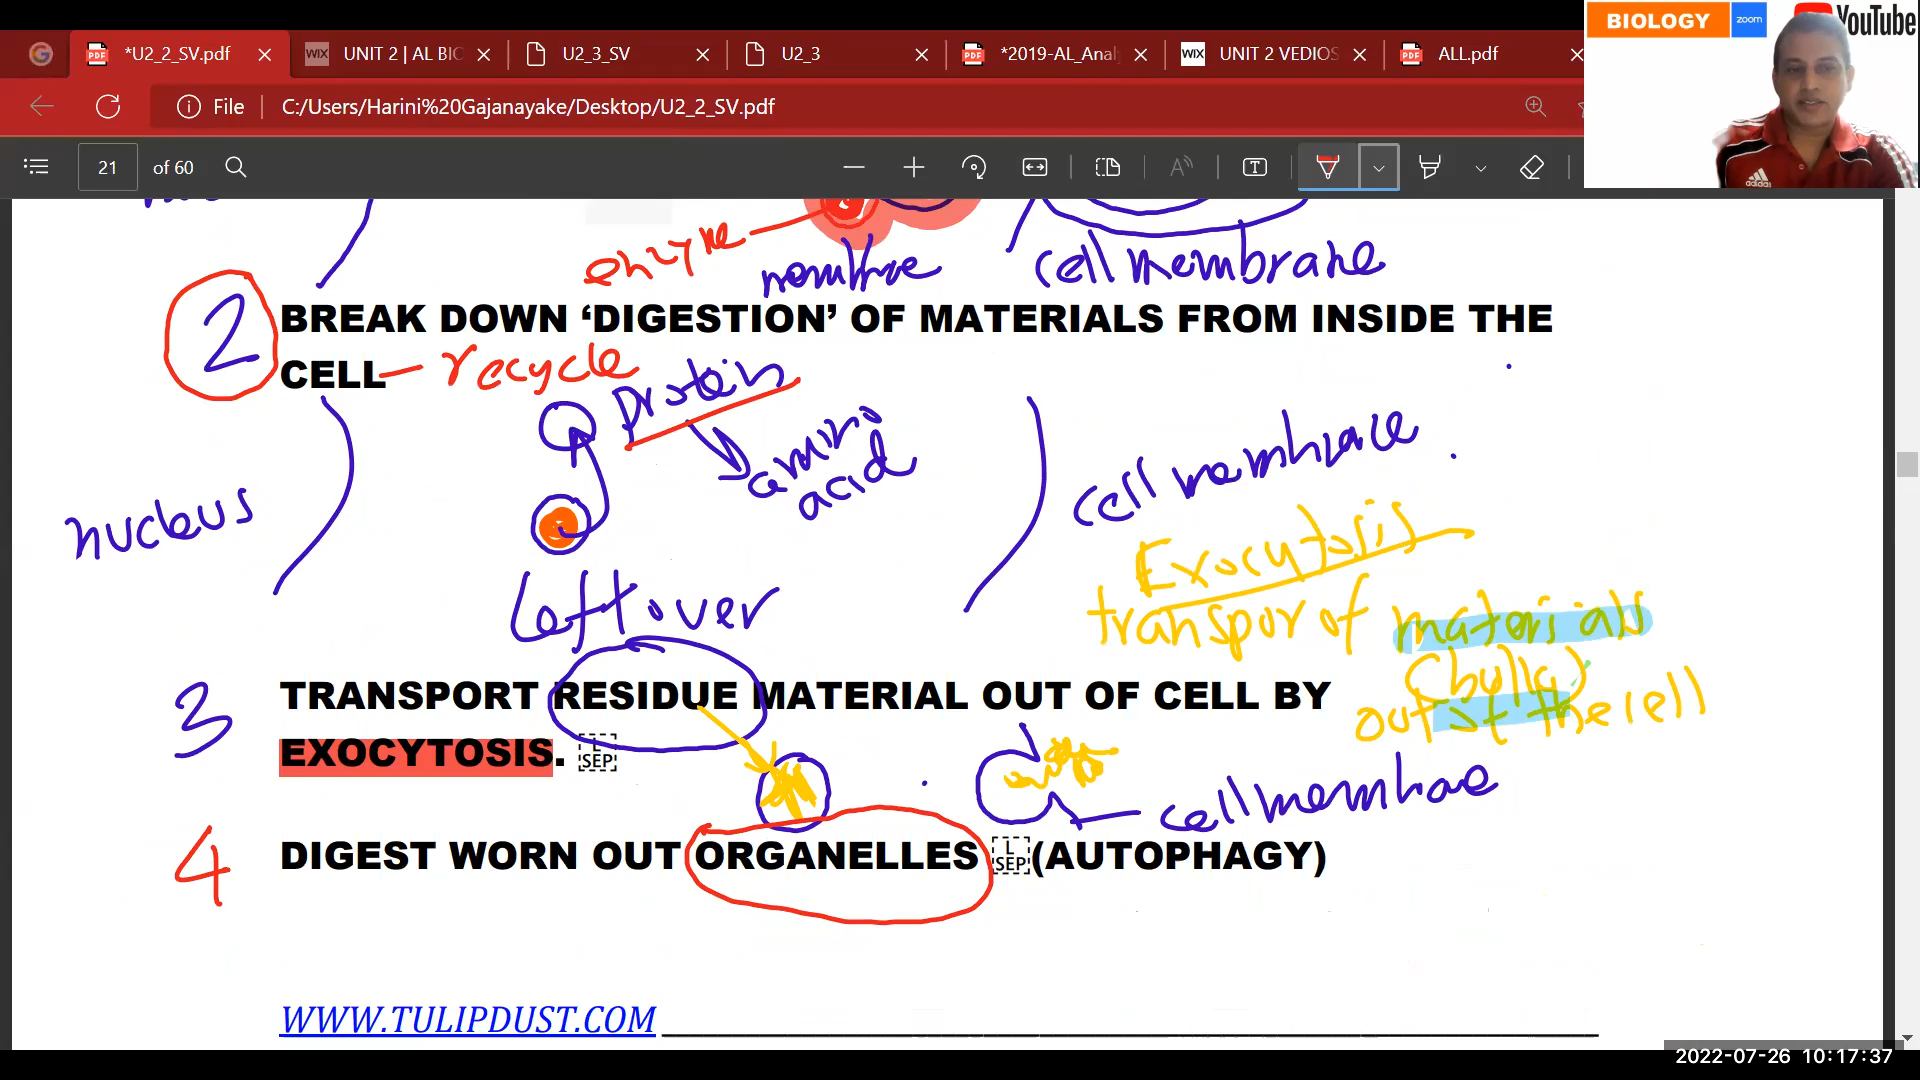 BIOLOGY zoom YouTube
*U2_2_SV.pdf UNIT 2 | AL BIC U2_3_SV U2_3 *2019-AL_Anal UNIT 2 VEDIOS ALL.pdf
File C:/Users/Harini%20Gajanayake/Desktop/U2_2_SV.pdf
21 of 60
adidas
enzyme
membrane
cell membrane
2 BREAK DOWN ‘DIGESTION’ OF MATERIALS FROM INSIDE THE
CELL recycle
protein
amino
acid
cell membrane
nucleus
Exocytosis
Leftover
transpor of materials
(bulk)
out of the cell
3 TRANSPORT RESIDUE MATERIAL OUT OF CELL BY
EXOCYTOSIS. L SEP
cell membrane
4 DIGEST WORN OUT ORGANELLES L SEP (AUTOPHAGY)
WWW.TULIPDUST.COM
2022-07-26 10:17:37